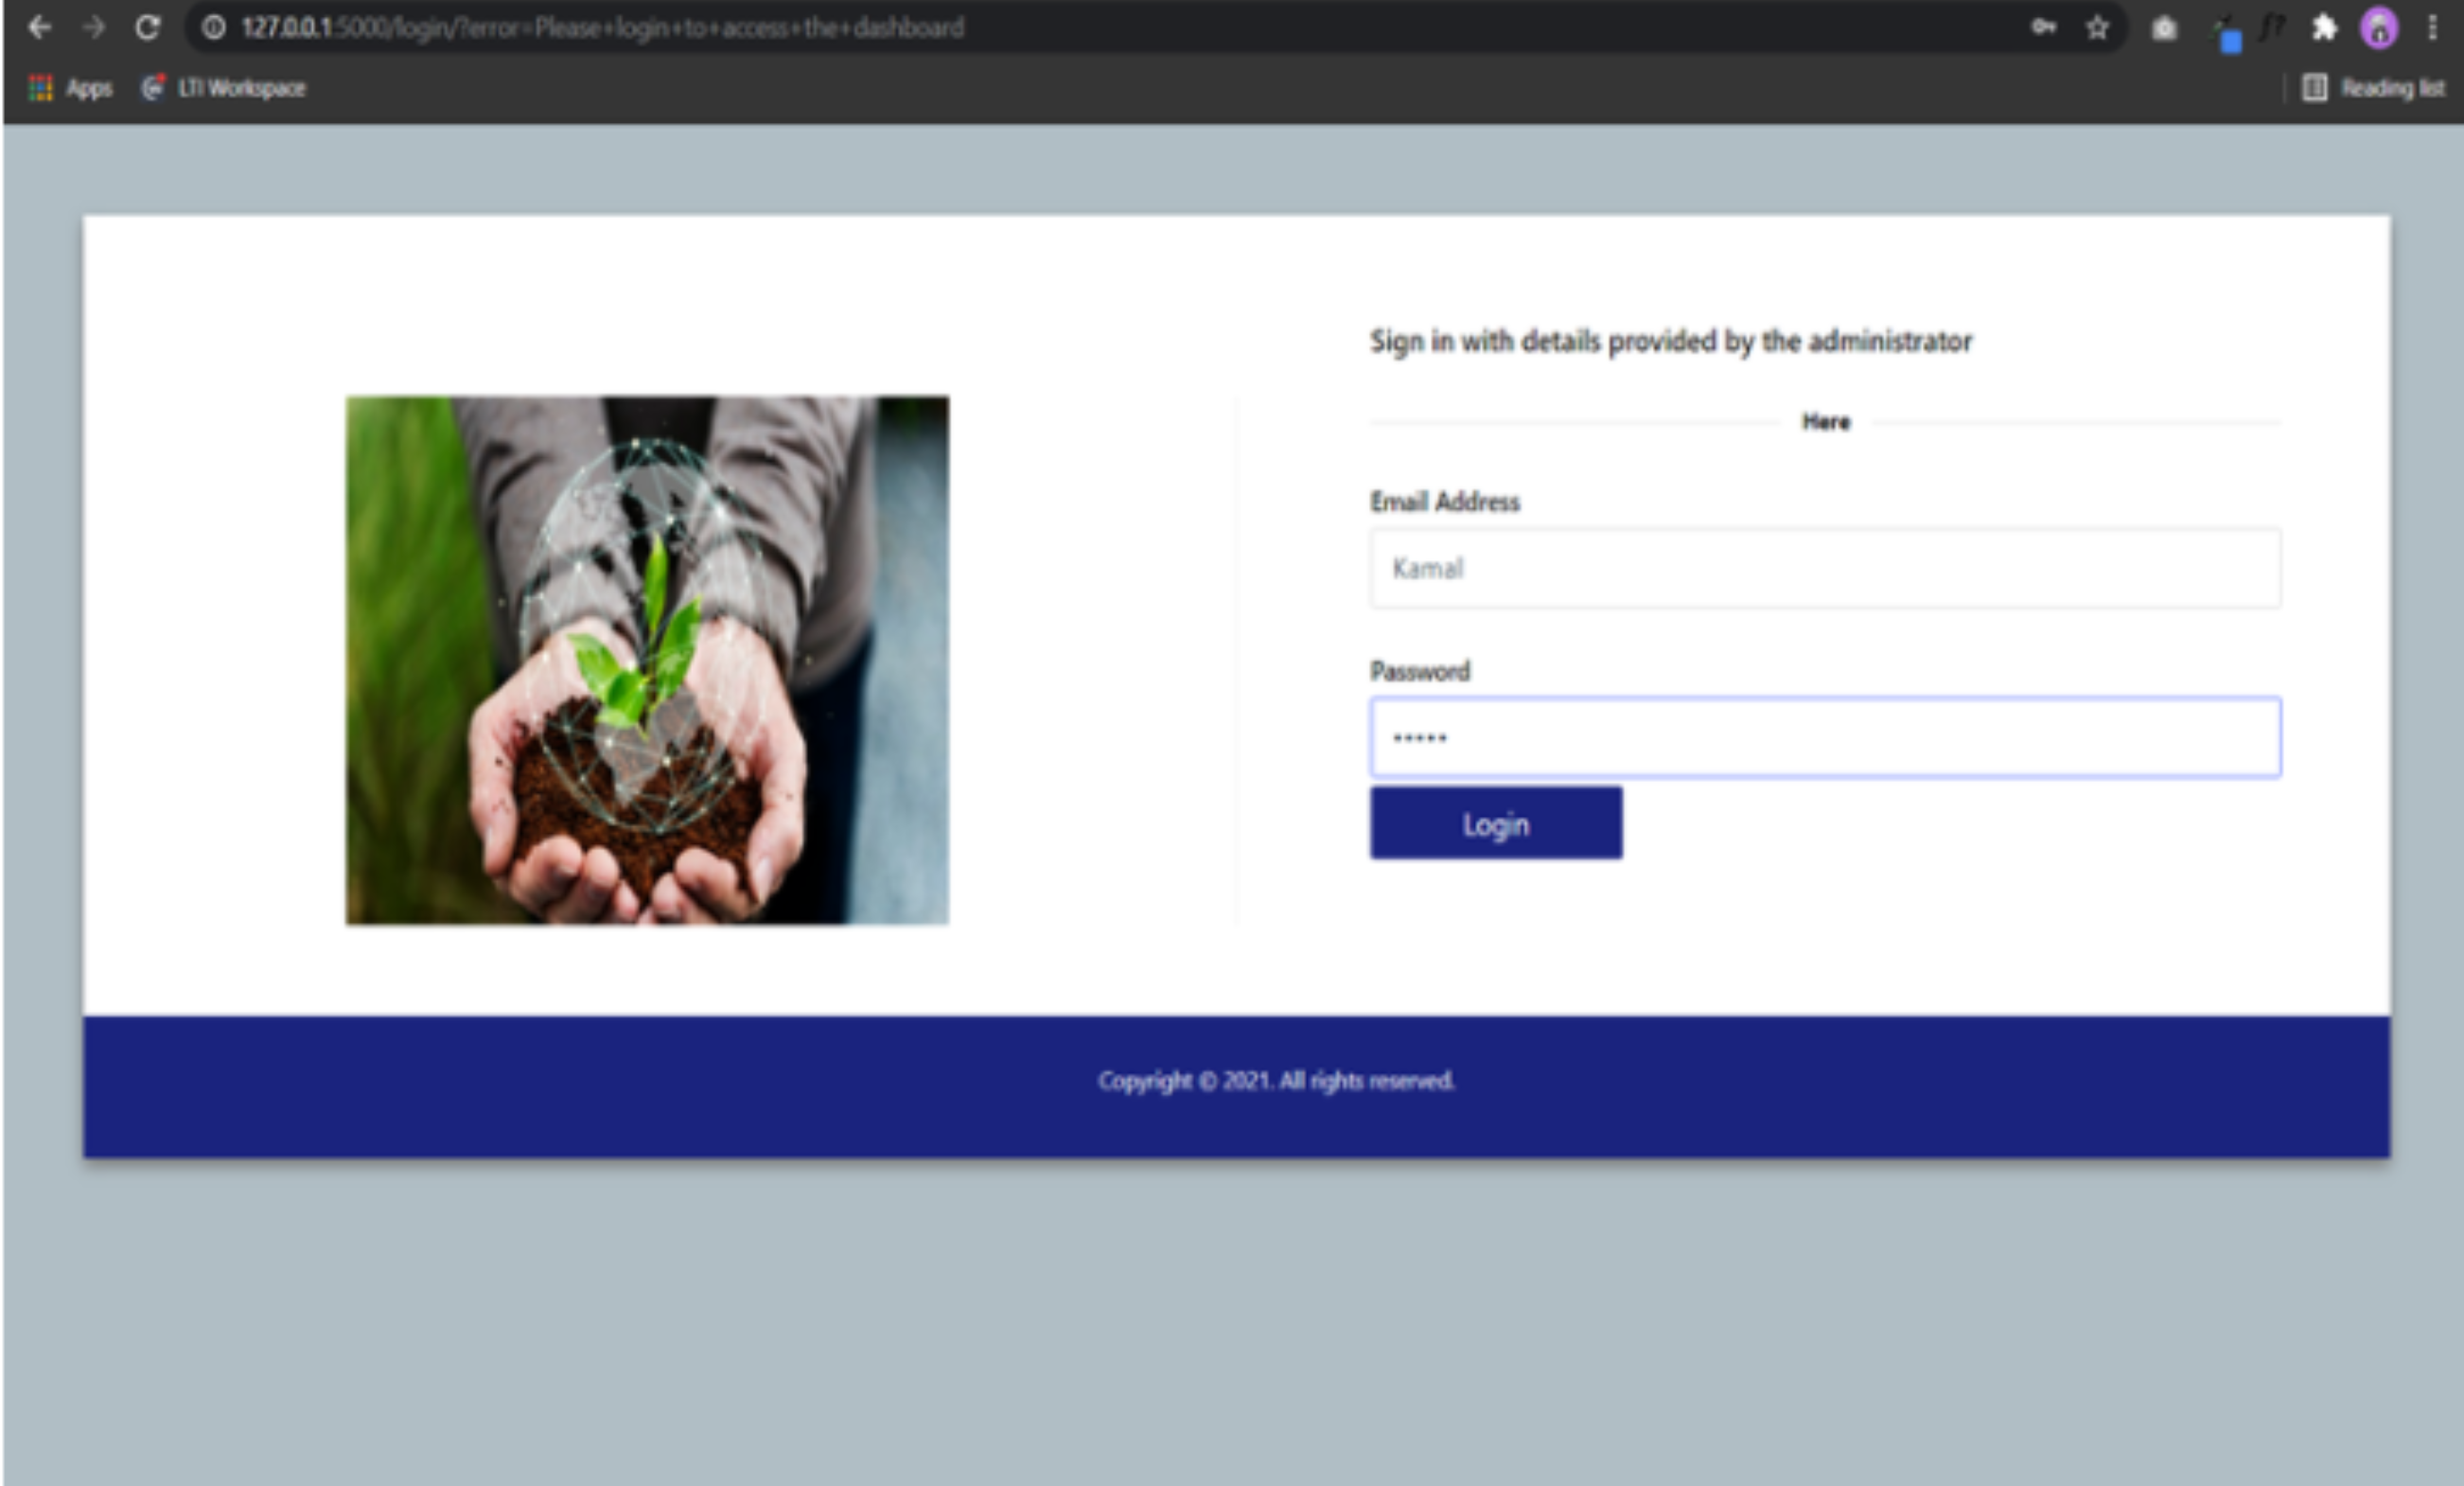 127.0.0.1:5000/login/?error=Please+login+to+access+the+dashboard
Apps LTI Workspace Reading list
Sign in with details provided by the administrator
Here
Email Address
Kamal
Password
•••••
Login
Copyright © 2021. All rights reserved.